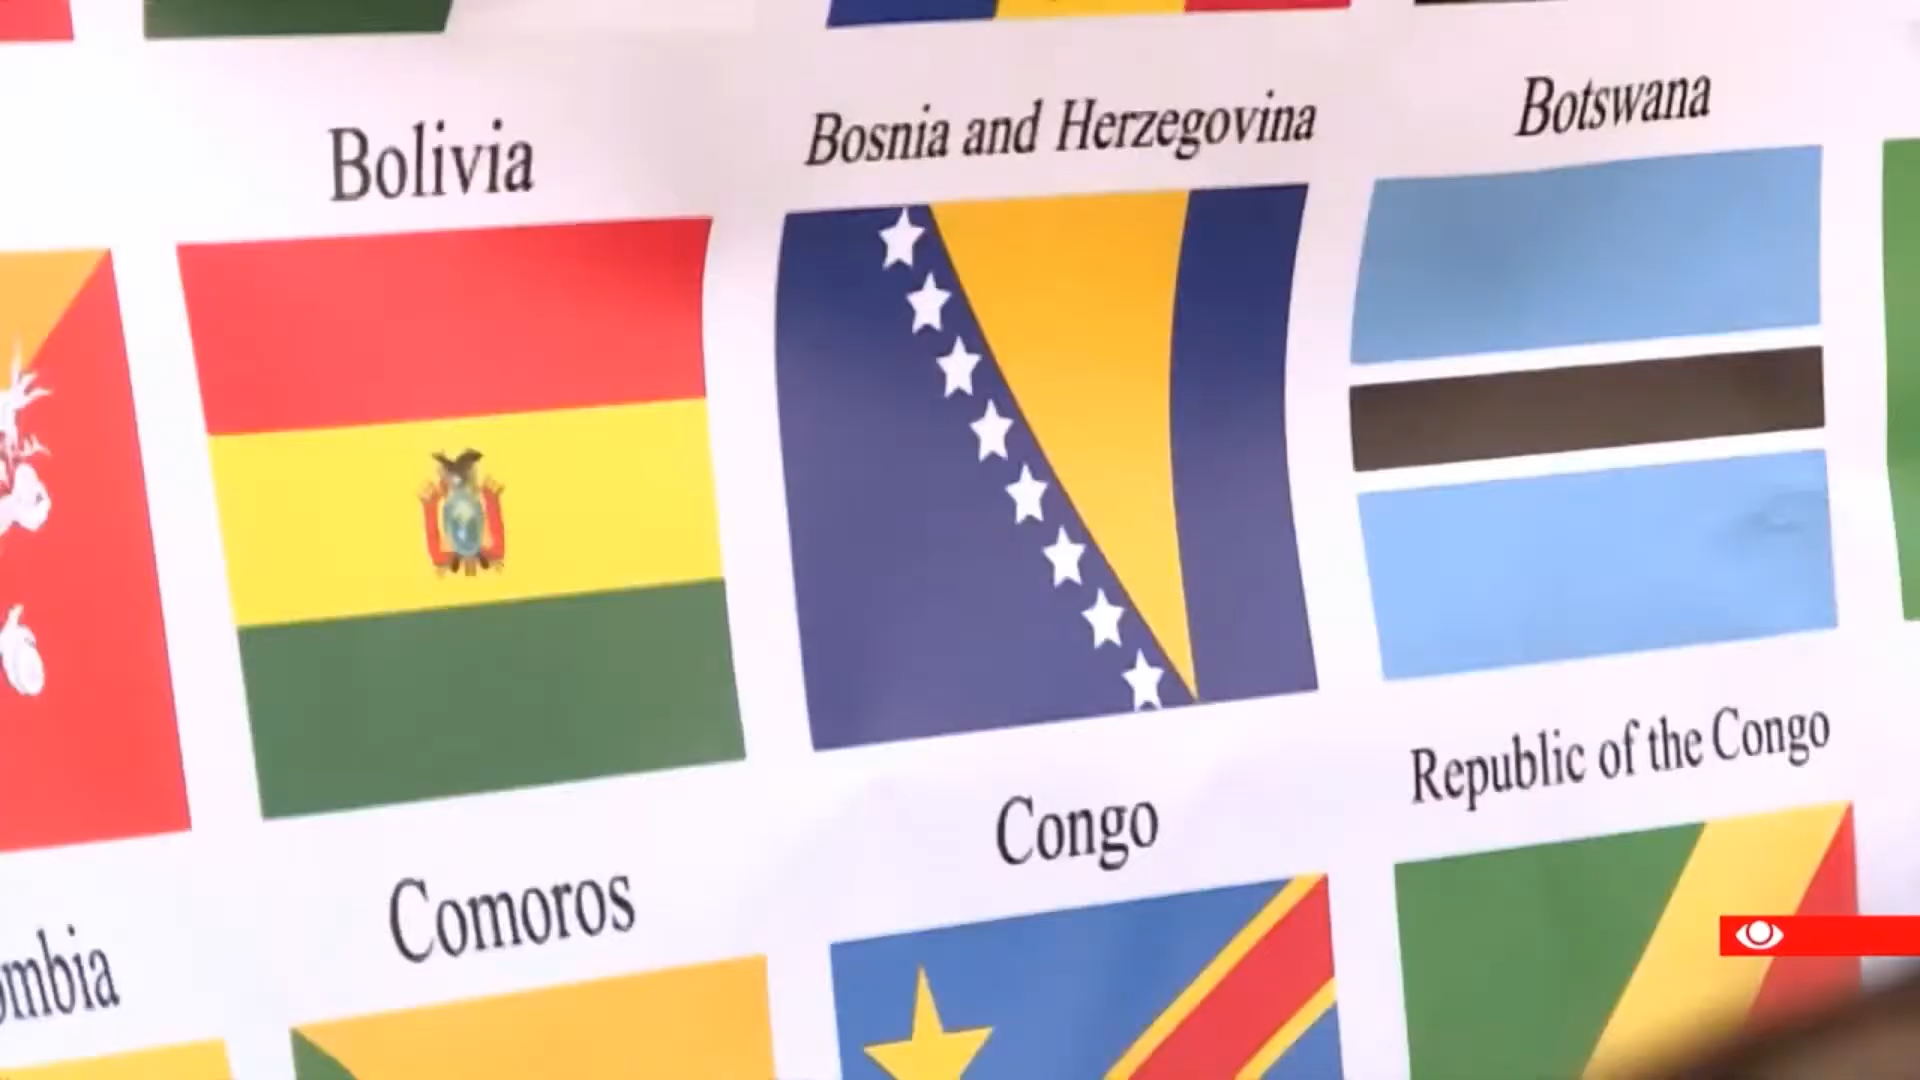 Bolivia
Bosnia and Herzegovina
Botswana
ombia
Comoros
Congo
Republic of the Congo